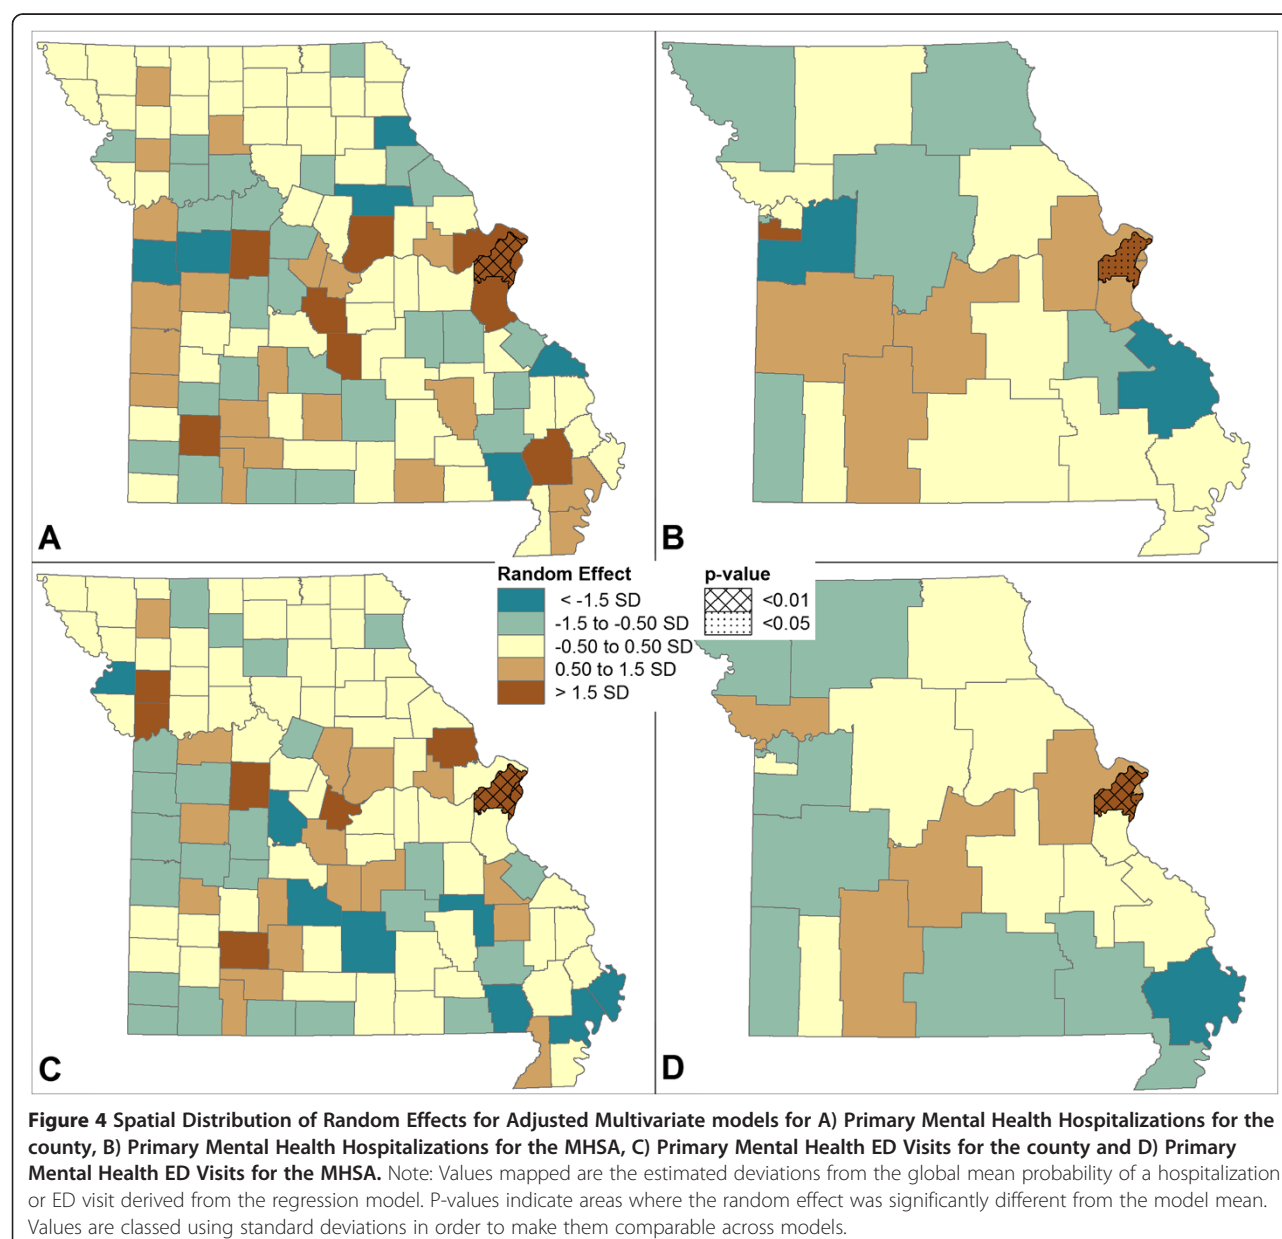 A
B
Random Effect
< -1.5 SD
-1.5 to -0.50 SD
-0.50 to 0.50 SD
0.50 to 1.5 SD
> 1.5 SD
p-value
<0.01
<0.05
C
D
Figure 4 Spatial Distribution of Random Effects for Adjusted Multivariate models for A) Primary Mental Health Hospitalizations for the
county, B) Primary Mental Health Hospitalizations for the MHSA, C) Primary Mental Health ED Visits for the county and D) Primary
Mental Health ED Visits for the MHSA. Note: Values mapped are the estimated deviations from the global mean probability of a hospitalization
or ED visit derived from the regression model. P-values indicate areas where the random effect was significantly different from the model mean.
Values are classed using standard deviations in order to make them comparable across models.